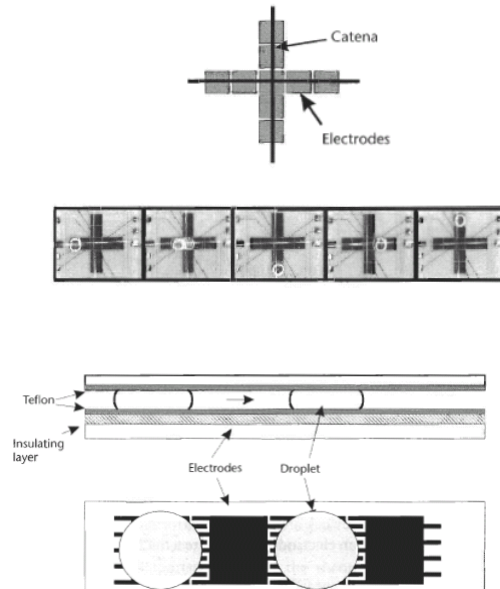 Catena
Electrodes
Teflon
Insulating
layer
Electrodes
Droplet